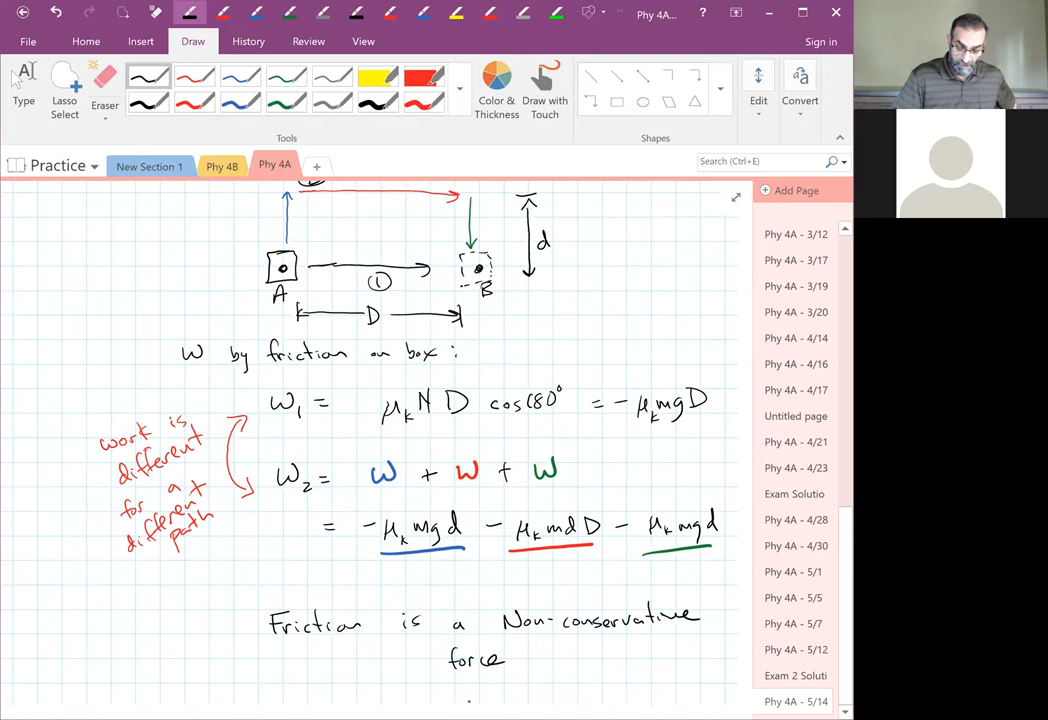 Phy 4A...
?
File
Home
Insert
Draw
History
Review
View
Sign in
Type
Lasso
Select
Eraser
Color &
Thickness
Draw with
Touch
Edit
Convert
Tools
Shapes
Practice
New Section 1
Phy 4B
Phy 4A
Search (Ctrl+E)
Add Page
Phy 4A - 3/12
Phy 4A - 3/17
Phy 4A - 3/19
Phy 4A - 3/20
Phy 4A - 4/14
Phy 4A - 4/16
Phy 4A - 4/17
Untitled page
Phy 4A - 4/21
Phy 4A - 4/23
Exam Solutio
Phy 4A - 4/28
Phy 4A - 4/30
Phy 4A - 5/1
Phy 4A - 5/5
Phy 4A - 5/7
Phy 4A - 5/12
Exam 2 Soluti
Phy 4A - 5/14
d
A
①
B
D
W by friction on box :
W₁ = μₖ N D cos 180° = - μₖ mg D
work is
different
for a
different
path
W₂ = W + W + W
= - μₖ mg d - μₖ md D - μₖ mg d
Friction is a Non-conservative
force